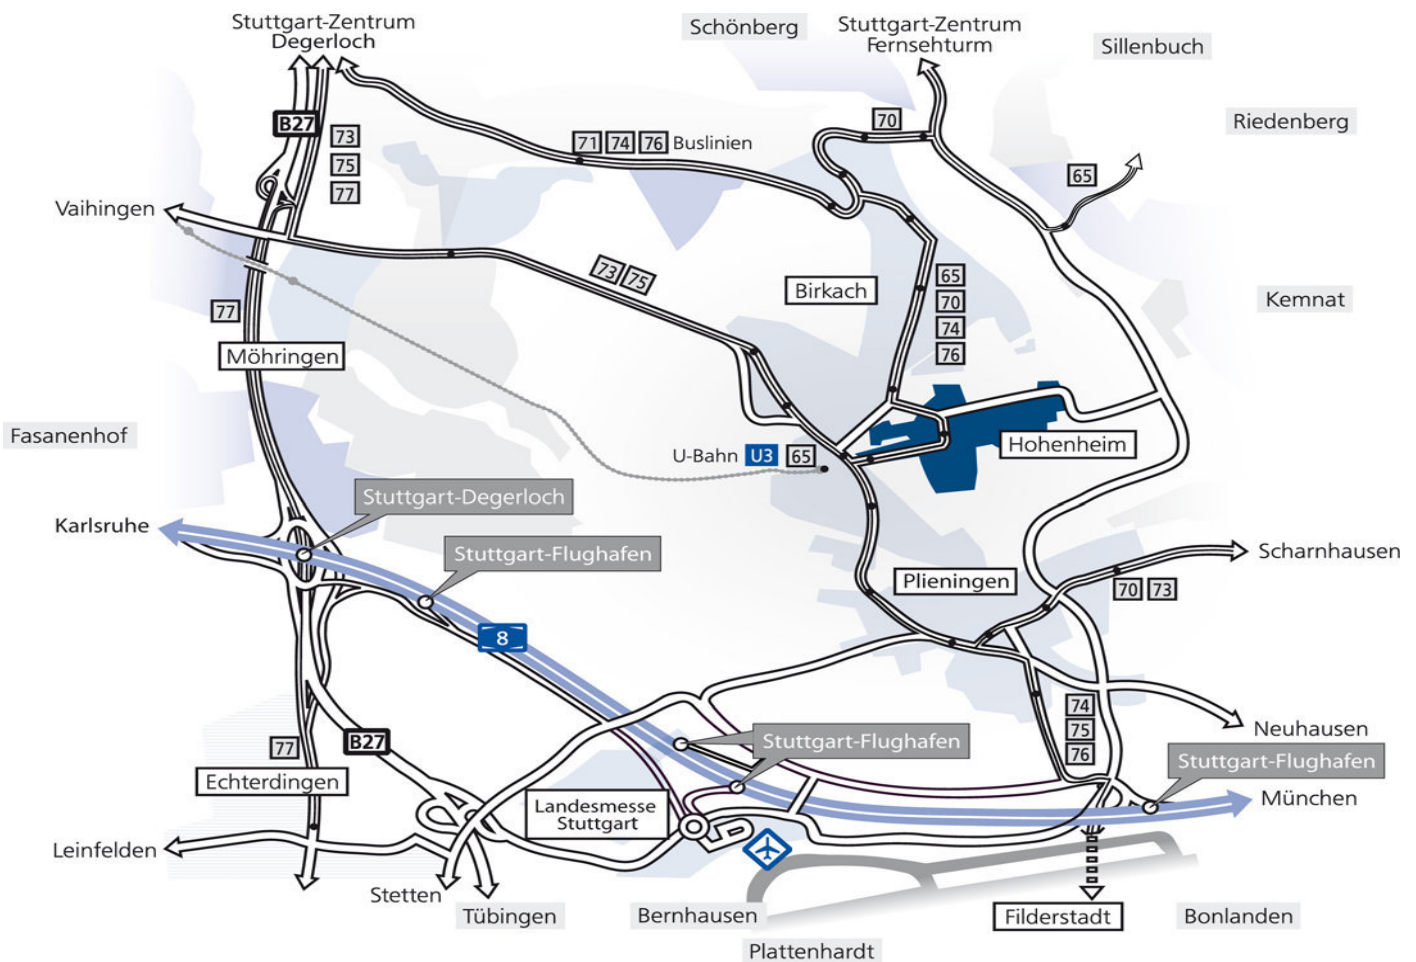 Stuttgart-Zentrum
Degerloch
Schönberg
Stuttgart-Zentrum
Fernsehturm
Sillenbuch
B27
73
75
77
71 74 76 Buslinien
70
Riedenberg
65
Vaihingen
73 75
Birkach
65
70
74
76
Kemnat
77
Möhringen
Fasanenhof
U-Bahn U3 65
Hohenheim
Stuttgart-Degerloch
Karlsruhe
Stuttgart-Flughafen
Scharnhausen
Plieningen
70 73
8
74
75
76
Neuhausen
B27
77
Stuttgart-Flughafen
Stuttgart-Flughafen
Echterdingen
Landesmesse
Stuttgart
München
Leinfelden
Stetten
Tübingen
Bernhausen
Filderstadt
Bonlanden
Plattenhardt